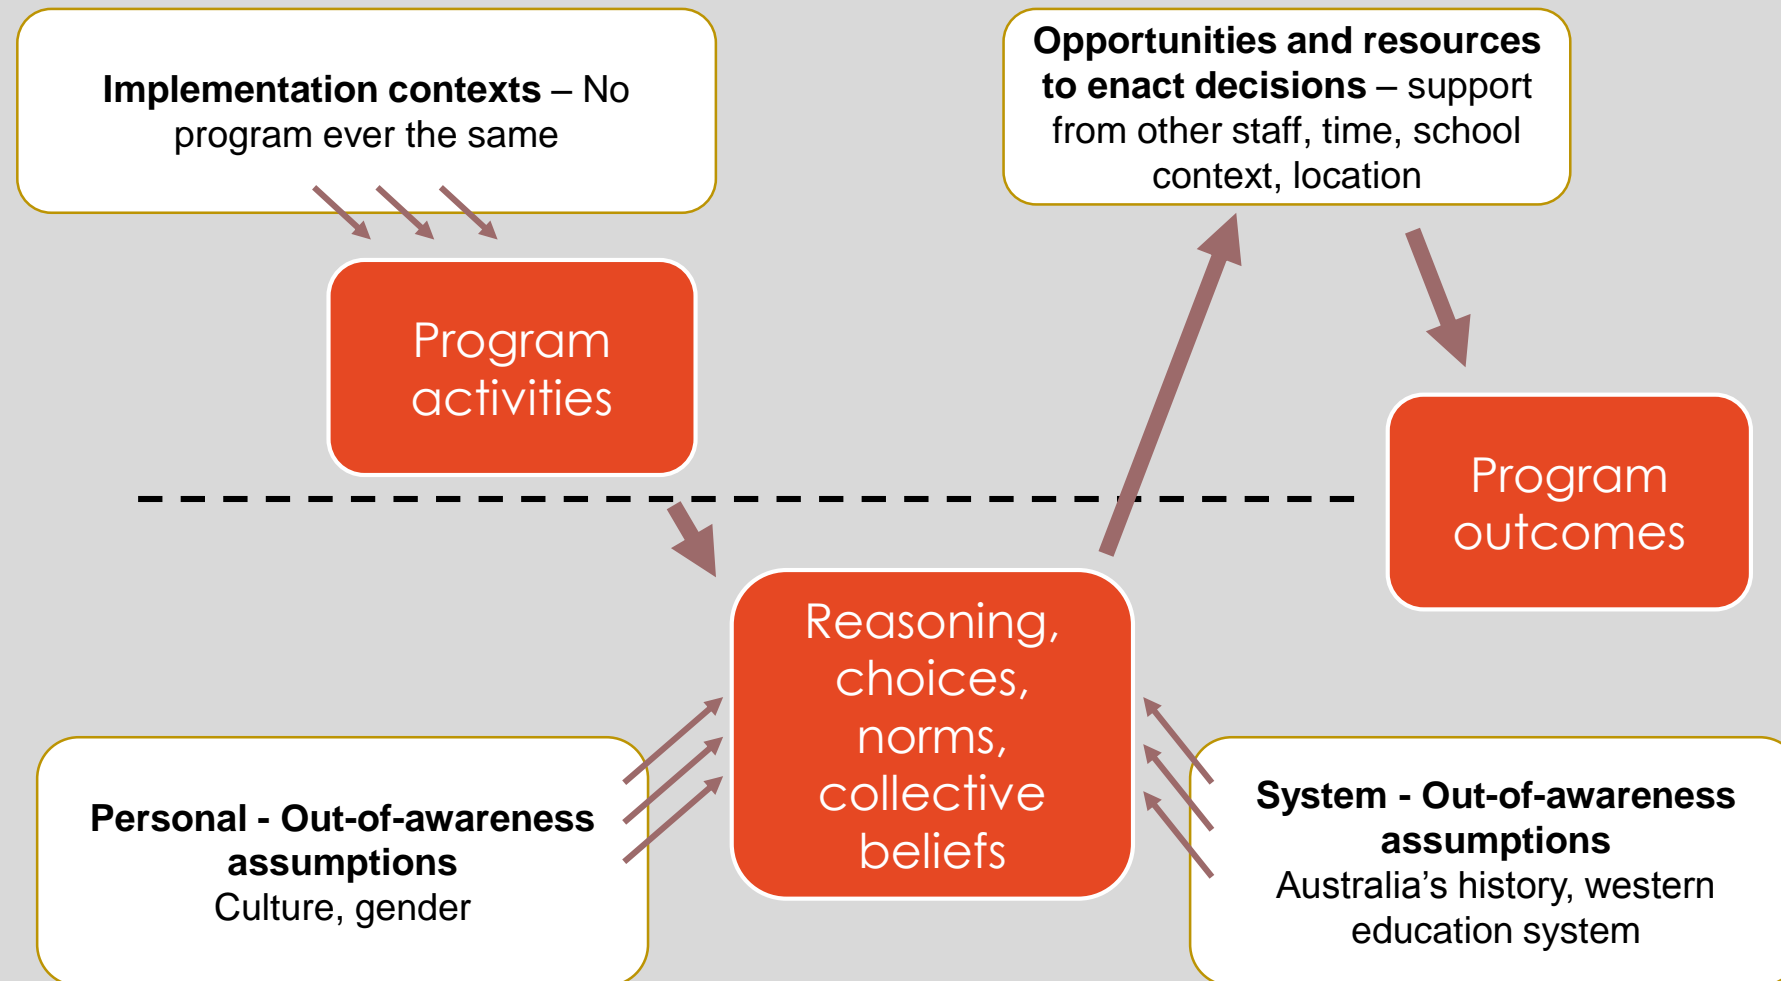 Implementation contexts – No
program ever the same
Opportunities and resources
to enact decisions – support
from other staff, time, school
context, location
Program
activities
Program
outcomes
Reasoning,
choices,
norms,
collective
beliefs
Personal - Out-of-awareness
assumptions
Culture, gender
System - Out-of-awareness
assumptions
Australia’s history, western
education system